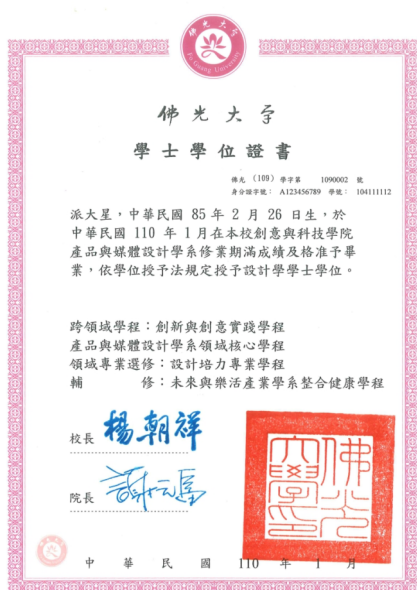 佛光大學
Fo Guang University
佛光大学
學士學位證書
佛光 (109) 學字第 1090002 號
身分證字號: A123456789 學號: 104111112
派大星,中華民國 85 年 2 月 26 日生,於
中華民國 110 年 1 月在本校創意與科技學院
產品與媒體設計學系修業期滿成績及格准予畢
業,依學位授予法規定授予設計學學士學位。
跨領域學程:創新與創意實踐學程
產品與媒體設計學系領域核心學程
領域專業選修:設計培力專業學程
輔 修:未來與樂活產業學系整合健康學程
校長 楊朝祥
院長
佛光大學印
中 華 民 國 110 年 1 月